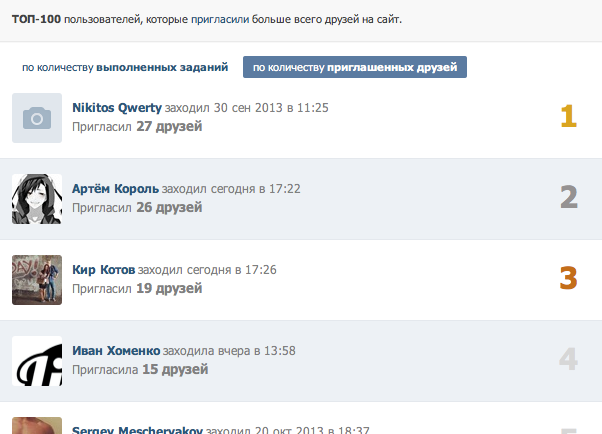 ТОП-100 пользователей, которые пригласили больше всего друзей на сайт.
по количеству выполненных заданий
по количеству приглашенных друзей
Nikitos Qwerty заходил 30 сен 2013 в 11:25
Пригласил 27 друзей
1
Артём Король заходил сегодня в 17:22
Пригласил 26 друзей
2
Кир Котов заходил сегодня в 17:26
Пригласил 19 друзей
3
Иван Хоменко заходила вчера в 13:58
Пригласила 15 друзей
4
Sergey Mescheryakov заходил 20 окт 2013 в 18:37
5